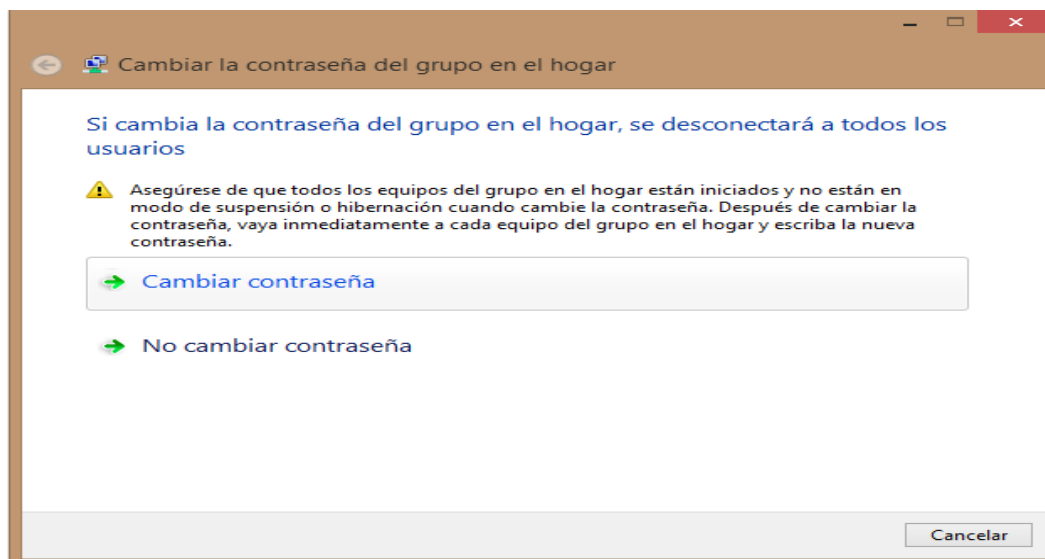 Cambiar la contraseña del grupo en el hogar
Si cambia la contraseña del grupo en el hogar, se desconectará a todos los
usuarios
Asegúrese de que todos los equipos del grupo en el hogar están iniciados y no están en
modo de suspensión o hibernación cuando cambie la contraseña. Después de cambiar la
contraseña, vaya inmediatamente a cada equipo del grupo en el hogar y escriba la nueva
contraseña.
Cambiar contraseña
No cambiar contraseña
Cancelar